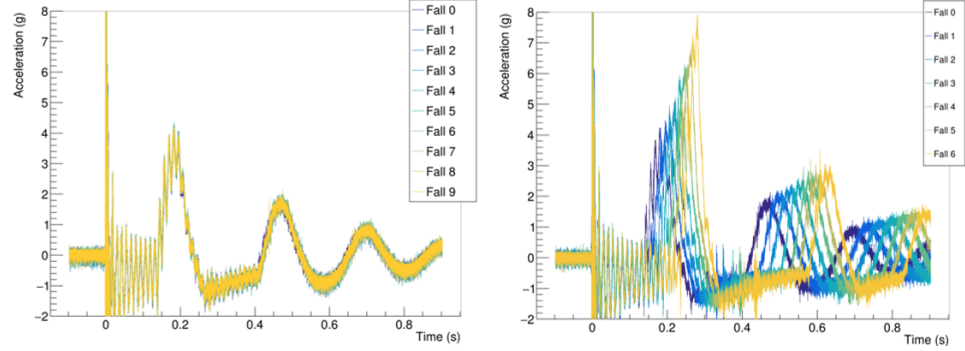 Acceleration (g)
8
7
6
5
4
3
2
1
0
−1
−2
0
0.2
0.4
0.6
0.8
Time (s)
Fall 0
Fall 1
Fall 2
Fall 3
Fall 4
Fall 5
Fall 6
Fall 7
Fall 8
Fall 9
Acceleration (g)
8
7
6
5
4
3
2
1
0
−1
−2
0
0.2
0.4
0.6
0.8
Time (s)
Fall 0
Fall 1
Fall 2
Fall 3
Fall 4
Fall 5
Fall 6